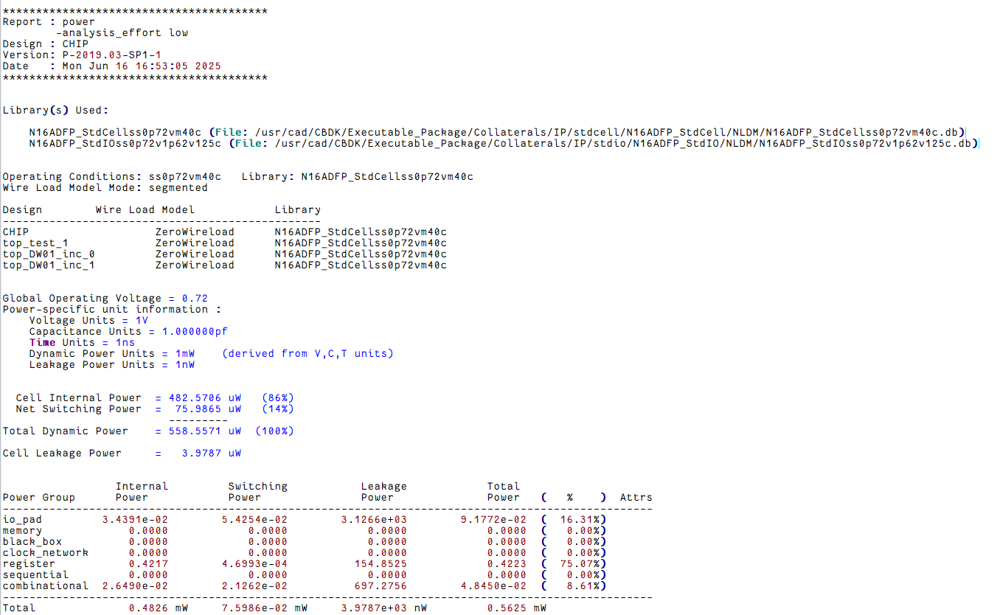 ****************************************
Report : power
        -analysis_effort low
Design : CHIP
Version: P-2019.03-SP1-1
Date   : Mon Jun 16 16:53:05 2025
****************************************
Library(s) Used:
    N16ADFP_StdCellss0p72vm40c (File: /usr/cad/CBDK/Executable_Package/Collaterals/IP/stdcell/N16ADFP_StdCell/NLDM/N16ADFP_StdCellss0p72vm40c.db)
    N16ADFP_StdIOss0p72v1p62v125c (File: /usr/cad/CBDK/Executable_Package/Collaterals/IP/stdio/N16ADFP_StdIO/NLDM/N16ADFP_StdIOss0p72v1p62v125c.db)
Operating Conditions: ss0p72vm40c   Library: N16ADFP_StdCellss0p72vm40c
Wire Load Model Mode: segmented
Design        Wire Load Model            Library
------------------------------------------------
CHIP                   ZeroWireload      N16ADFP_StdCellss0p72vm40c
top_test_1             ZeroWireload      N16ADFP_StdCellss0p72vm40c
top_DW01_inc_0         ZeroWireload      N16ADFP_StdCellss0p72vm40c
top_DW01_inc_1         ZeroWireload      N16ADFP_StdCellss0p72vm40c
Global Operating Voltage = 0.72
Power-specific unit information :
    Voltage Units = 1V
    Capacitance Units = 1.000000pf
    Time Units = 1ns
    Dynamic Power Units = 1mW    (derived from V,C,T units)
    Leakage Power Units = 1nW
  Cell Internal Power  = 482.5706 uW   (86%)
  Net Switching Power  =  75.9865 uW   (14%)
                         ---------
Total Dynamic Power    = 558.5571 uW  (100%)
Cell Leakage Power     =   3.9787 uW
                 Internal         Switching           Leakage            Total
Power Group      Power            Power               Power              Power   (   %    )  Attrs
--------------------------------------------------------------------------------------------------
io_pad         3.4391e-02        5.4254e-02        3.1266e+03        9.1772e-02  (  16.31%)
memory             0.0000            0.0000            0.0000            0.0000  (   0.00%)
black_box          0.0000            0.0000            0.0000            0.0000  (   0.00%)
clock_network      0.0000            0.0000            0.0000            0.0000  (   0.00%)
register           0.4217        4.6993e-04          154.8525            0.4223  (  75.07%)
sequential         0.0000            0.0000            0.0000            0.0000  (   0.00%)
combinational  2.6490e-02        2.1262e-02          697.2756        4.8450e-02  (   8.61%)
--------------------------------------------------------------------------------------------------
Total              0.4826 mW     7.5986e-02 mW     3.9787e+03 nW         0.5625 mW